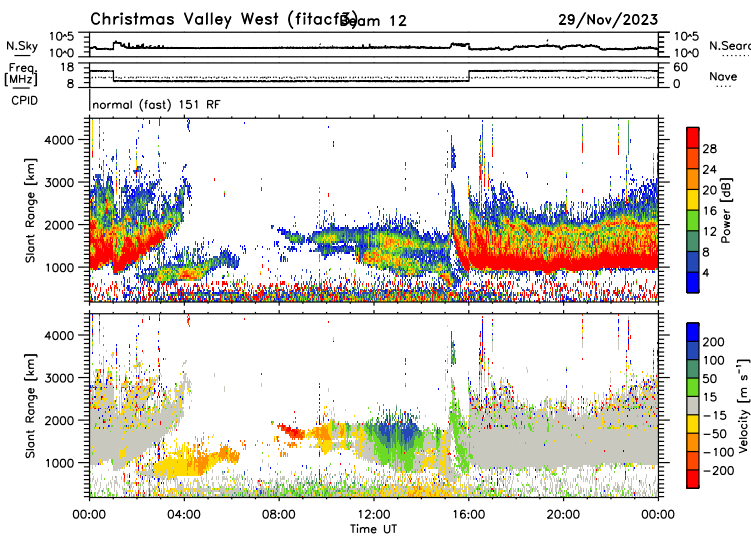 Christmas Valley West (fitacf3)
Beam 12
29/Nov/2023
N.Sky
10^5
10^0
10^5
10^0
N.Searc
Freq
[MHz]
18
8
60
0
Nave
CPID
normal (fast) 151 RF
Slant Range [km]
4000
3000
2000
1000
28
24
20
16
12
8
4
Power [dB]
Slant Range [km]
4000
3000
2000
1000
200
100
50
15
-15
-50
-100
-200
Velocity [m s⁻¹]
00:00 04:00 08:00 12:00 16:00 20:00 00:00
Time UT